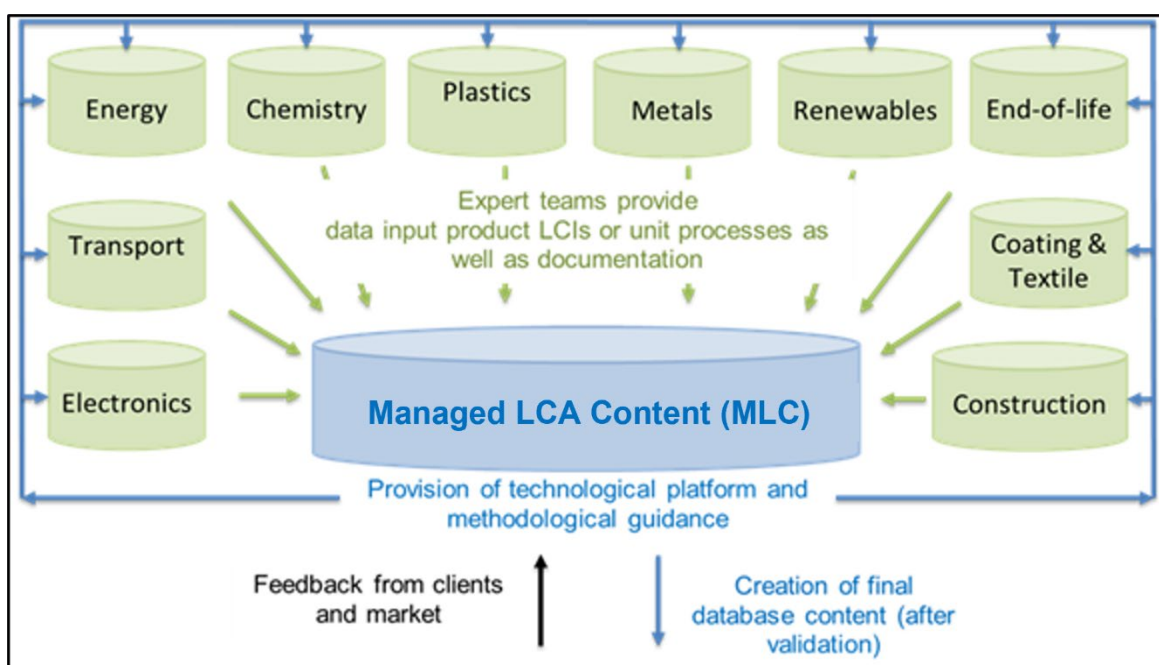 Energy
Chemistry
Plastics
Metals
Renewables
End-of-life
Expert teams provide
data input product LCIs or unit processes as
well as documentation
Transport
Coating &
Textile
Electronics
Managed LCA Content (MLC)
Construction
Provision of technological platform and
methodological guidance
Feedback from clients
and market
Creation of final
database content (after
validation)